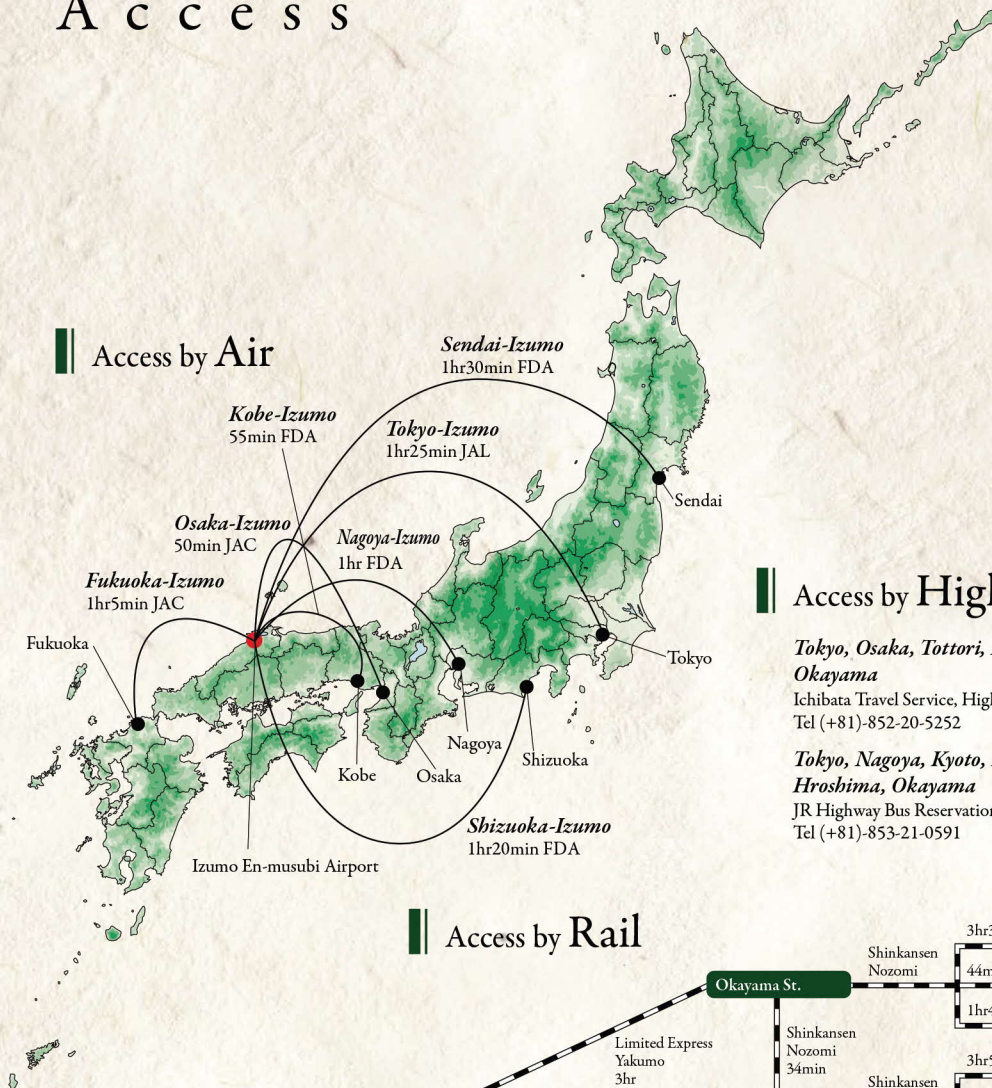 Access
Access by Air
Sendai-Izumo
1hr30min FDA
Kobe-Izumo
55min FDA
Tokyo-Izumo
1hr25min JAL
Osaka-Izumo
50min JAC
Nagoya-Izumo
1hr FDA
Fukuoka-Izumo
1hr5min JAC
Fukuoka
Sendai
Tokyo
Nagoya
Shizuoka
Kobe
Osaka
Shizuoka-Izumo
1hr20min FDA
Izumo En-musubi Airport
Access by
Tokyo, Osaka, Tottori,
Okayama
Ichibata Travel Service,
Tel (+81)-852-20-5252
Tokyo, Nagoya, Kyoto,
Hroshima, Okayama
JR Highway Bus
Tel (+81)-853-21-0591
Access by Rail
Okayama St.
Shinkansen
Nozomi
Limited Express
Yakumo
3hr
Shinkansen
Nozomi
34min
Shinkansen